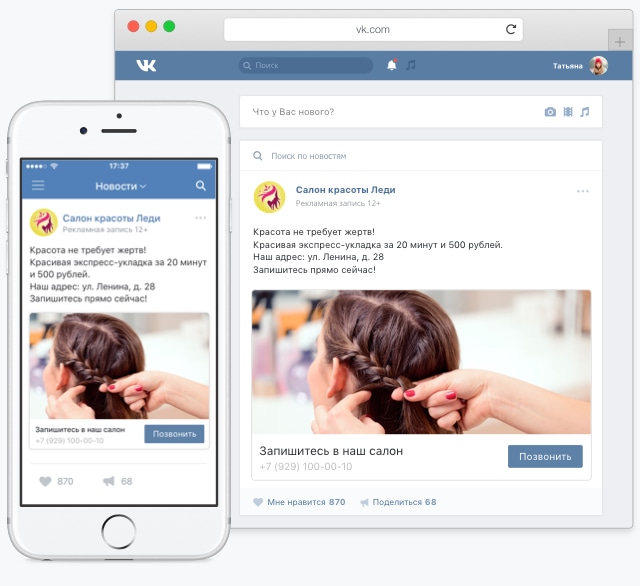 vk.com
Поиск
Татьяна
Что у Вас нового?
Поиск по новостям
Салон красоты Леди
Рекламная запись 12+
Красота не требует жертв!
Красивая экспресс-укладка за 20 минут и 500 рублей.
Наш адрес: ул. Ленина, д. 28
Запишитесь прямо сейчас!
Запишитесь в наш салон
+7 (929) 100-00-10
Позвонить
Мне нравится 870
Поделиться 68
17:37
Новости
Салон красоты Леди
Рекламная запись 12+
Красота не требует жертв!
Красивая экспресс-укладка за 20 минут
и 500 рублей.
Наш адрес: ул. Ленина, д. 28
Запишитесь прямо сейчас!
Запишитесь в наш салон
+7 (929) 100-00-10
Позвонить
870
68